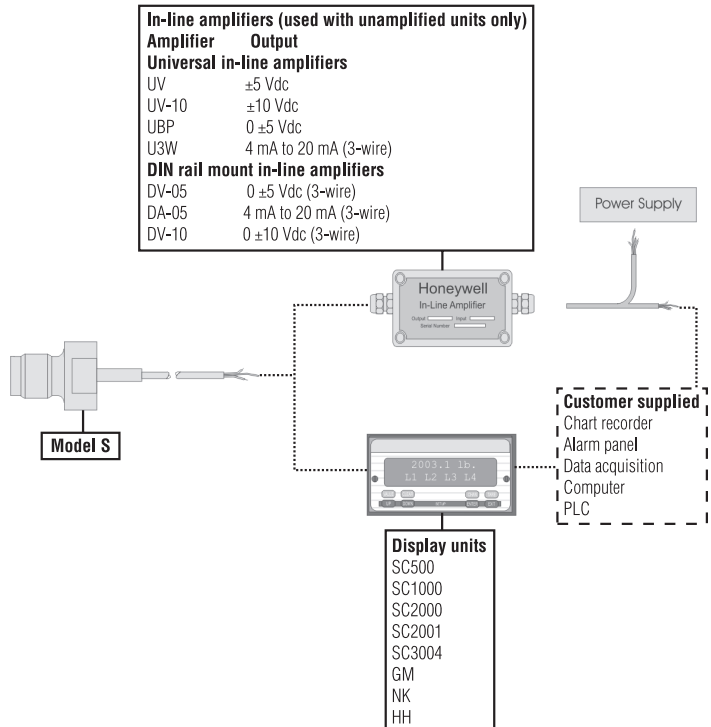 In-line amplifiers (used with unamplified units only)
Amplifier Output
Universal in-line amplifiers
UV ±5 Vdc
UV-10 ±10 Vdc
UBP 0 ±5 Vdc
U3W 4 mA to 20 mA (3-wire)
DIN rail mount in-line amplifiers
DV-05 0 ±5 Vdc (3-wire)
DA-05 4 mA to 20 mA (3-wire)
DV-10 0 ±10 Vdc (3-wire)
Power Supply
Honeywell
In-Line Amplifier
Output Input
Serial Number
Model S
Customer supplied
Chart recorder
Alarm panel
Data acquisition
Computer
PLC
2003.1 lb.
L1 L2 L3 L4
Display units
SC500
SC1000
SC2000
SC2001
SC3004
GM
NK
HH